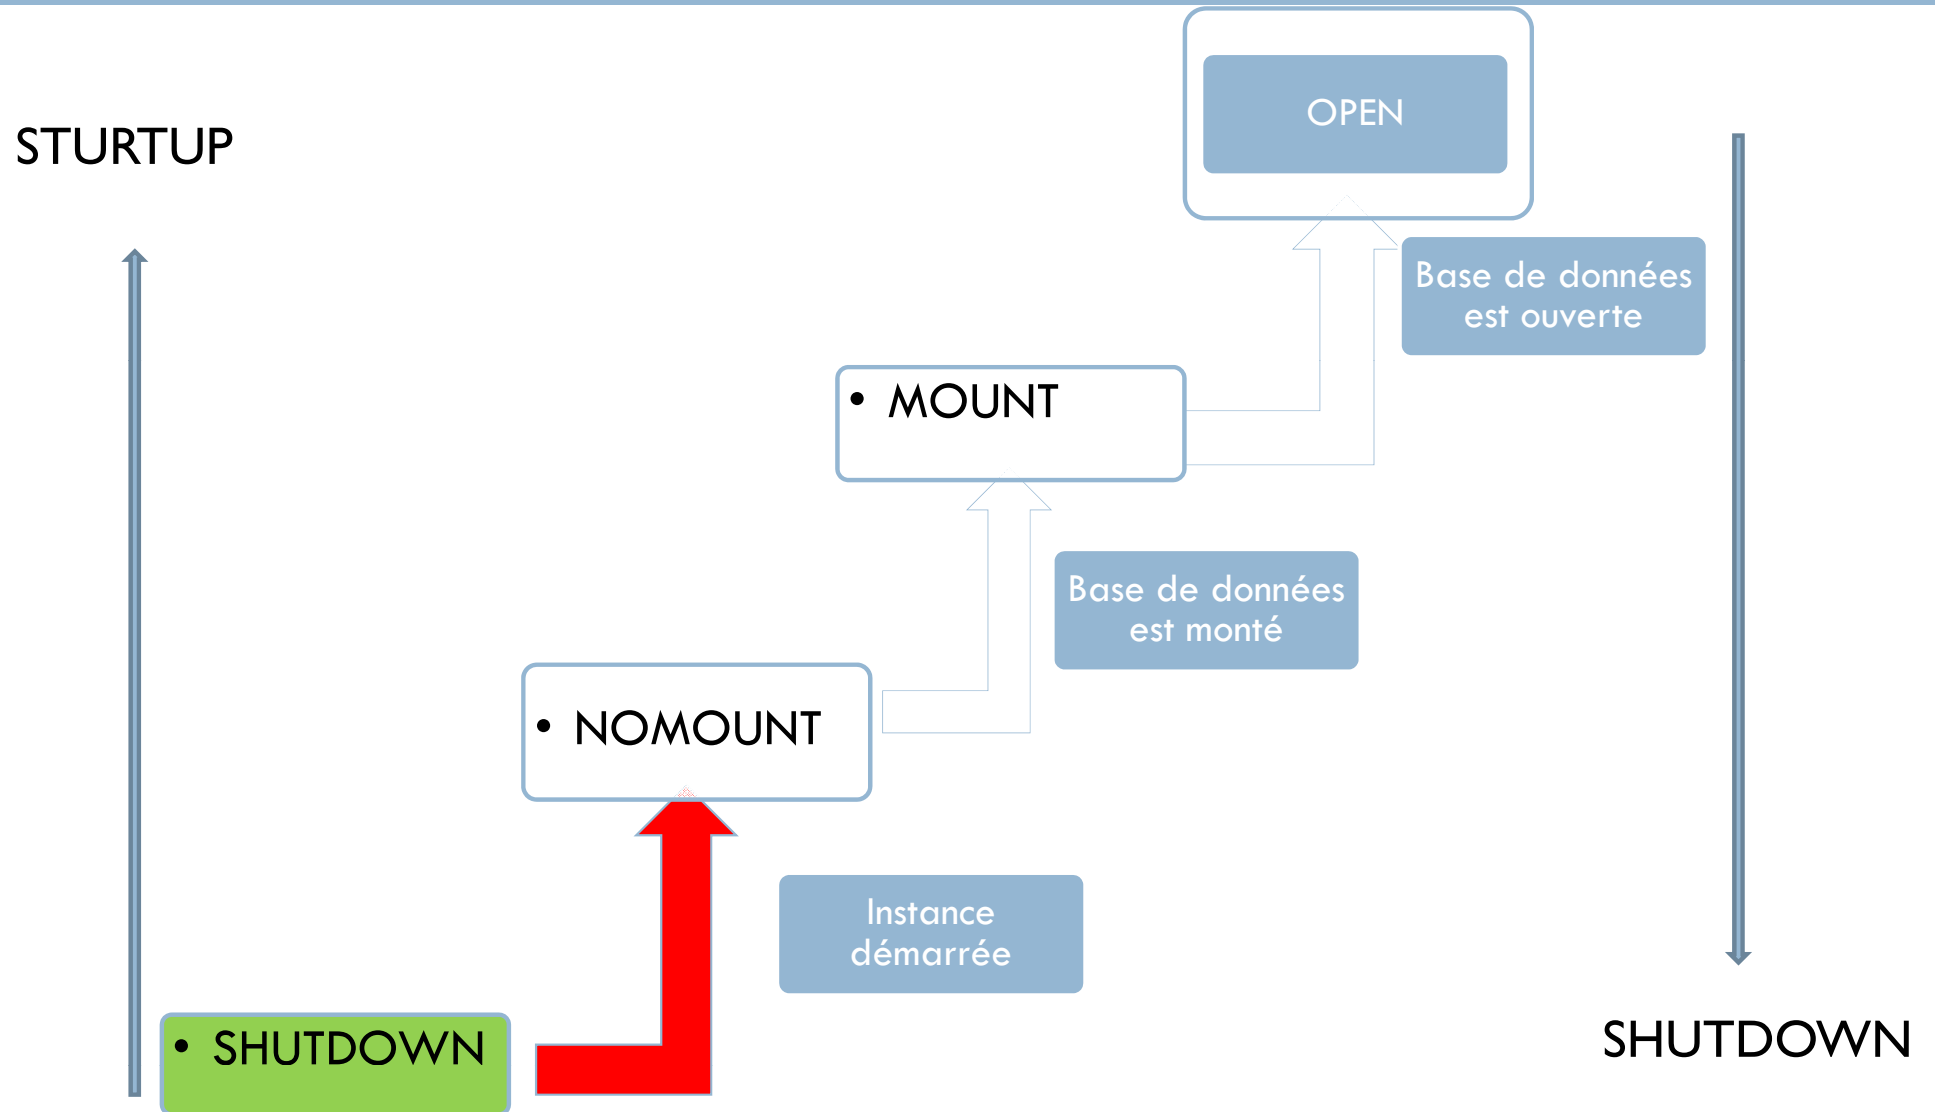 OPEN
STURTUP
Base de données
est ouverte
• MOUNT
Base de données
est monté
• NOMOUNT
Instance
démarrée
• SHUTDOWN
SHUTDOWN